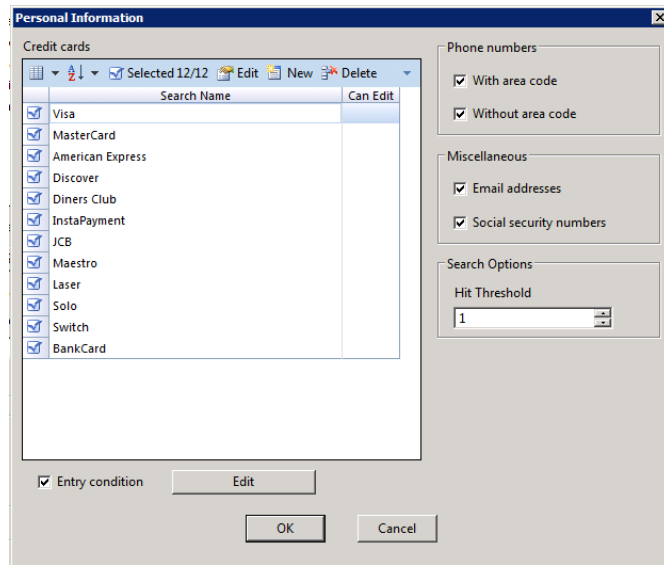 Personal Information
Credit cards
Selected 12/12 Edit New Delete
Search Name Can Edit
Visa
MasterCard
American Express
Discover
Diners Club
InstaPayment
JCB
Maestro
Laser
Solo
Switch
BankCard
Entry condition Edit
Phone numbers
With area code
Without area code
Miscellaneous
Email addresses
Social security numbers
Search Options
Hit Threshold
1
OK Cancel